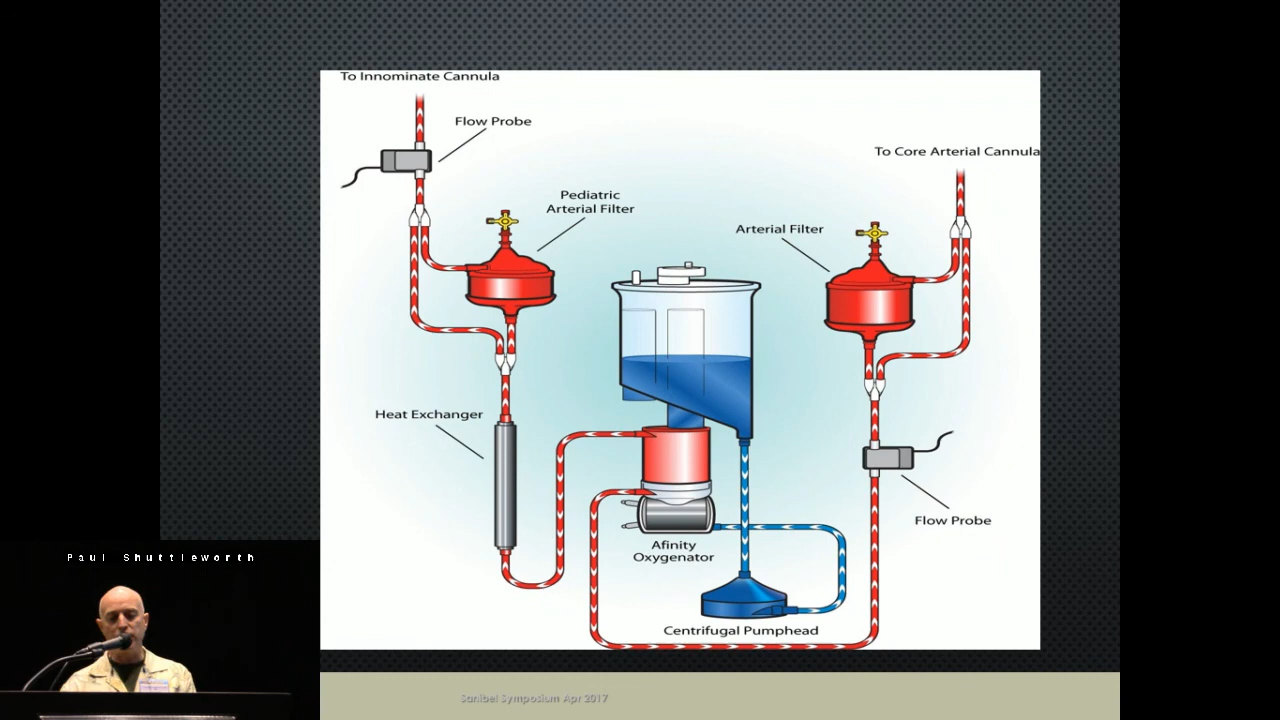 To Innominate Cannula
Flow Probe
To Core Arterial Cannula
Pediatric
Arterial Filter
Arterial Filter
Heat Exchanger
Flow Probe
Afinity
Oxygenator
Centrifugal Pumphead
Paul Shuttleworth
Sanibel Symposium Apr 2017